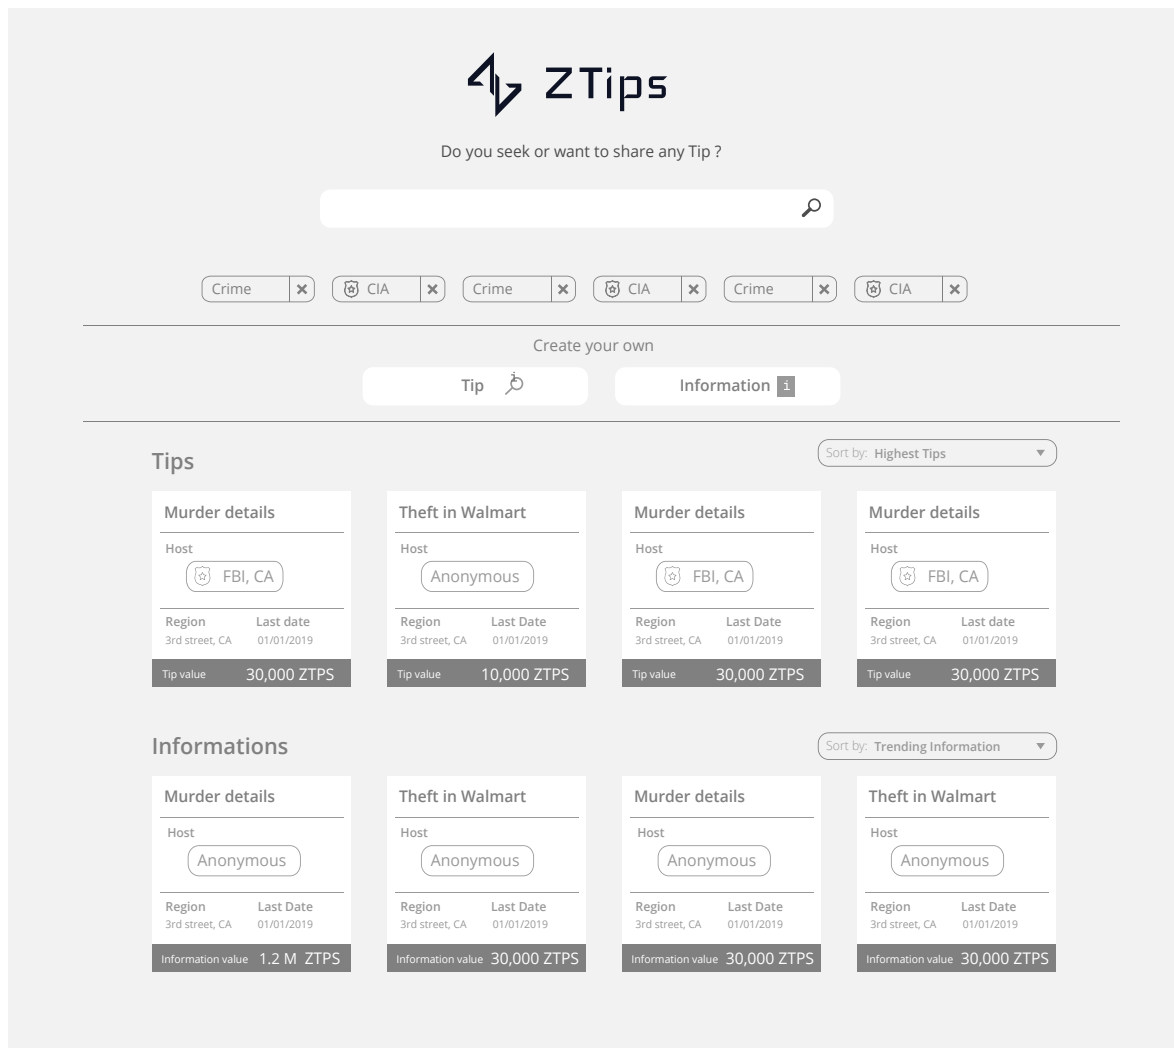 ZTips
Do you seek or want to share any Tip ?
Crime CIA Crime CIA Crime CIA
Create your own
Tip i Information i
Tips Sort by: Highest Tips
Murder details Theft in Walmart Murder details Murder details
Host Host Host Host
FBI, CA Anonymous FBI, CA FBI, CA
Region Last date Region Last Date Region Last Date Region Last date
3rd street, CA 01/01/2019 3rd street, CA 01/01/2019 3rd street, CA 01/01/2019 3rd street, CA 01/01/2019
Tip value 30,000 ZTPS Tip value 10,000 ZTPS Tip value 30,000 ZTPS Tip value 30,000 ZTPS
Informations Sort by: Trending Information
Murder details Theft in Walmart Murder details Theft in Walmart
Host Host Host Host
Anonymous Anonymous Anonymous Anonymous
Region Last Date Region Last Date Region Last Date Region Last Date
3rd street, CA 01/01/2019 3rd street, CA 01/01/2019 3rd street, CA 01/01/2019 3rd street, CA 01/01/2019
Information value 1.2 M ZTPS Information value 30,000 ZTPS Information value 30,000 ZTPS Information value 30,000 ZTPS